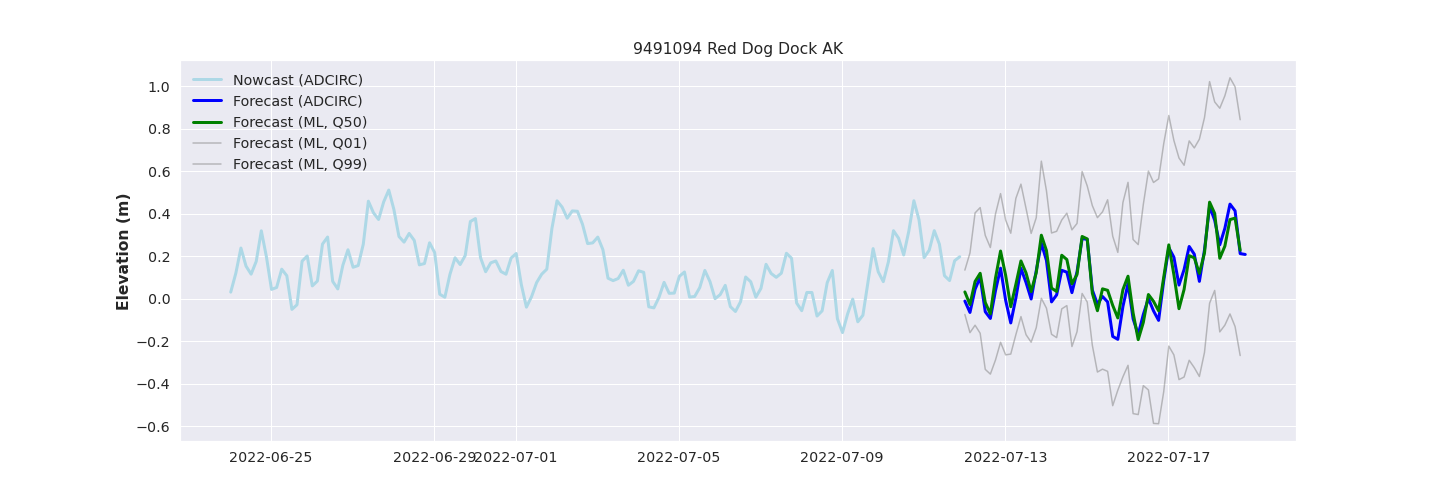 9491094 Red Dog Dock AK
Nowcast (ADCIRC)
Forecast (ADCIRC)
Forecast (ML, Q50)
Forecast (ML, Q01)
Forecast (ML, Q99)
Elevation (m)
1.0
0.8
0.6
0.4
0.2
0.0
−0.2
−0.4
−0.6
2022-06-25 2022-06-29 2022-07-01 2022-07-05 2022-07-09 2022-07-13 2022-07-17